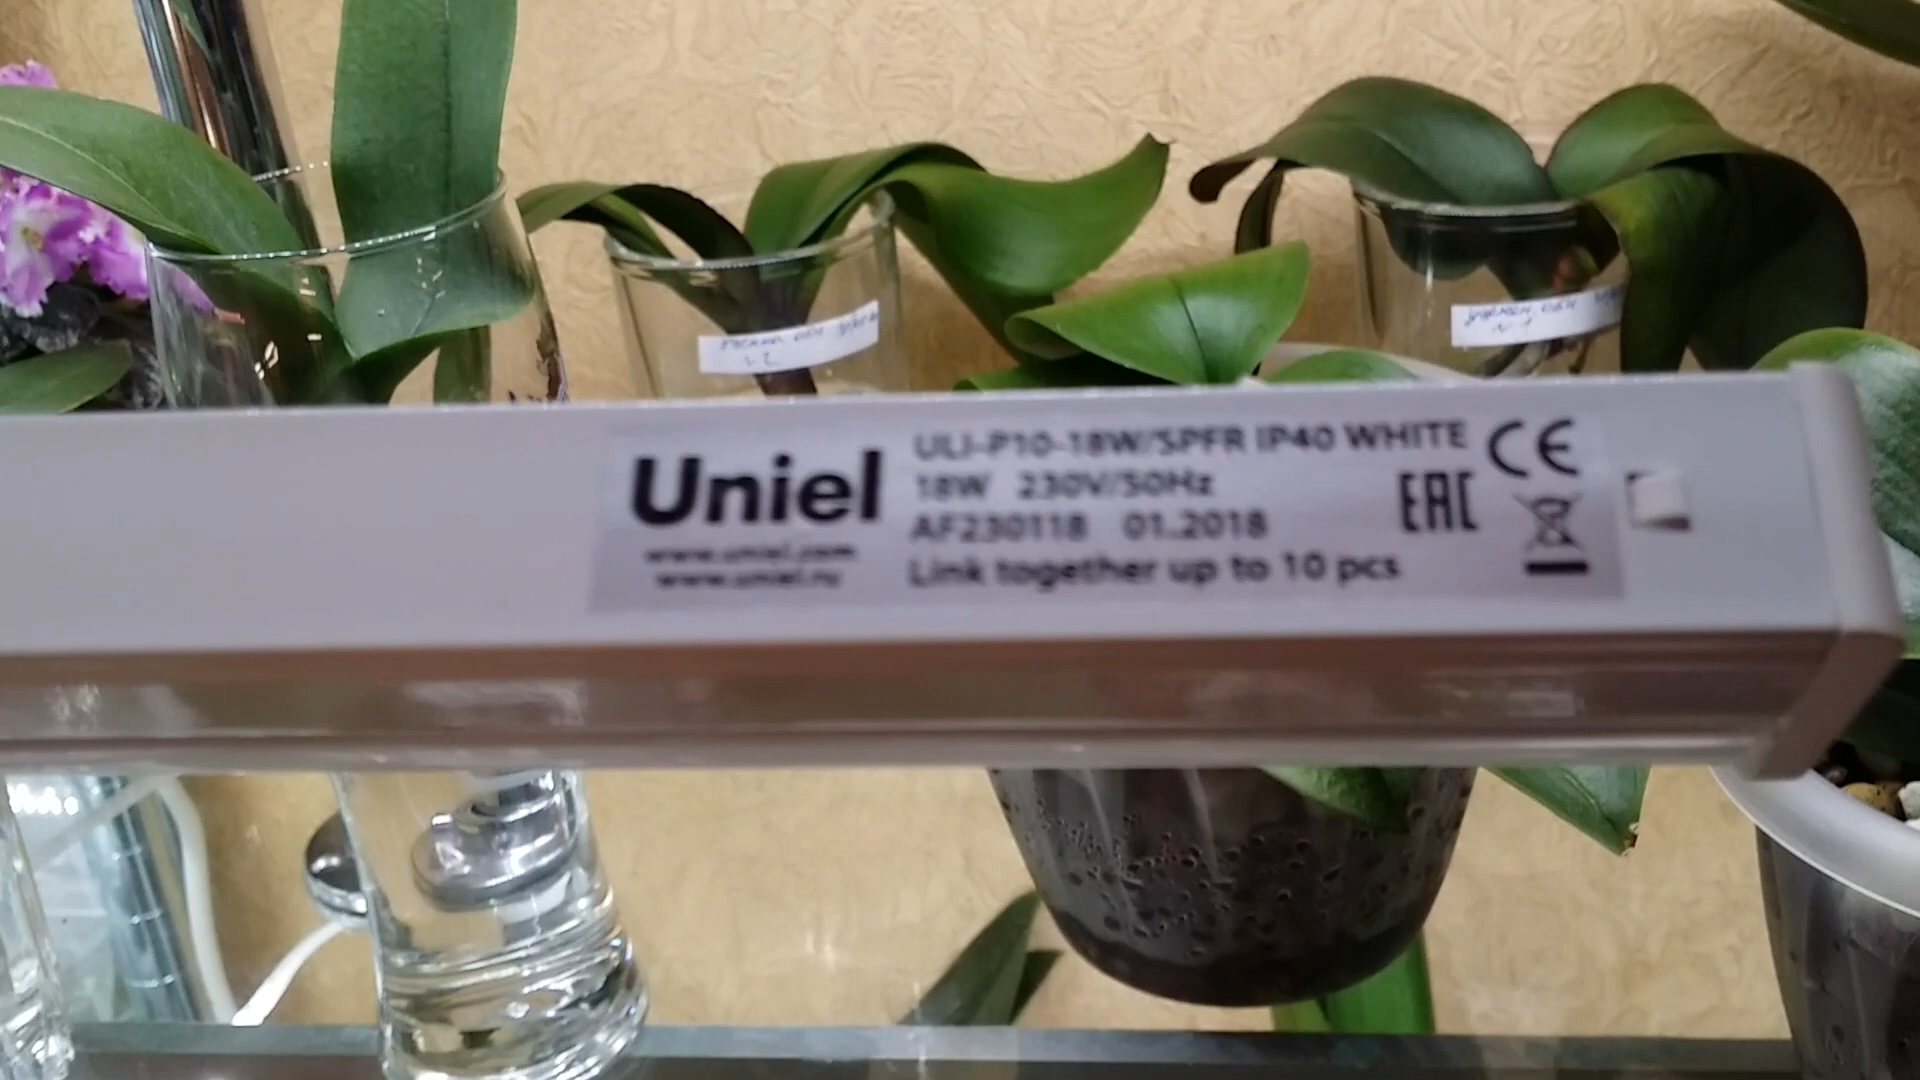 Uniel
www.uniel.com
www.uniel.ru
ULI-P10-18W/SPFR IP40 WHITE
18W 230V/50Hz
AF230118 01.2018
Link together up to 10 pcs
CE
EAC